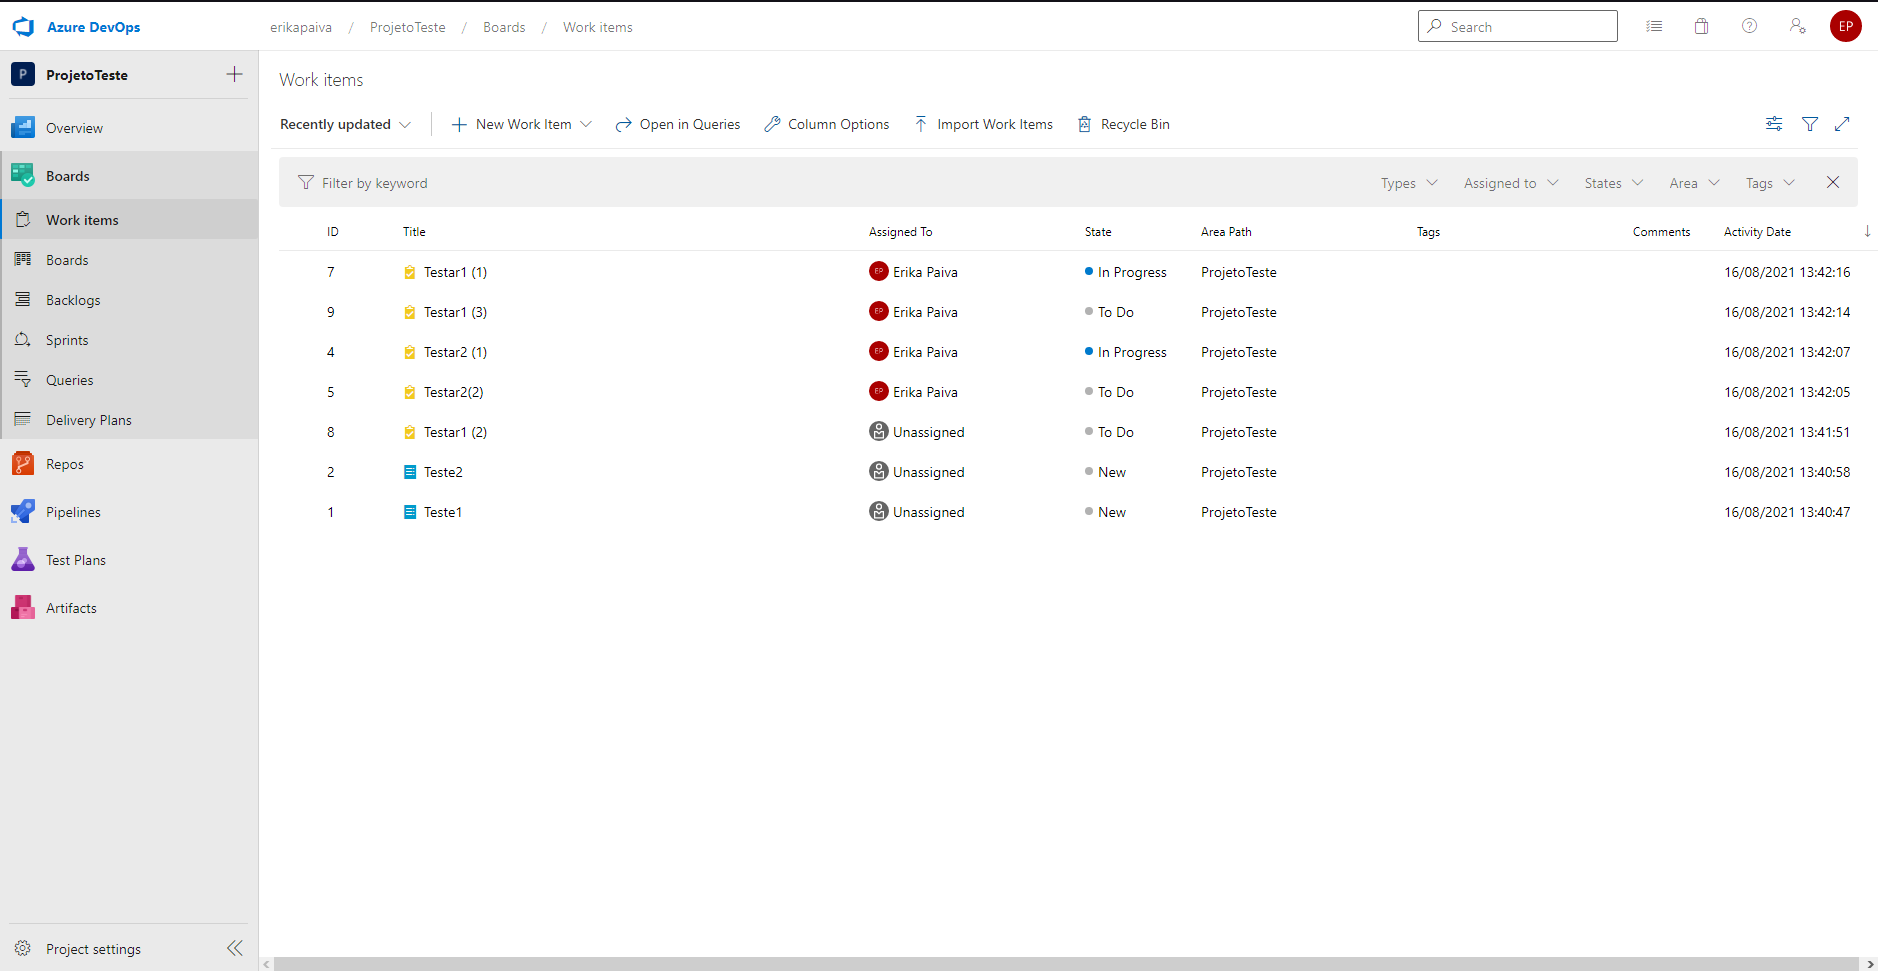 Azure DevOps
erikapaiva / ProjetoTeste / Boards / Work items
Search
EP
P ProjetoTeste
Overview
Boards
Work items
Boards
Backlogs
Sprints
Queries
Delivery Plans
Repos
Pipelines
Test Plans
Artifacts
Project settings
Work items
Recently updated New Work Item Open in Queries Column Options Import Work Items Recycle Bin
Filter by keyword Types Assigned to States Area Tags
ID Title Assigned To State Area Path Tags Comments Activity Date
7 Testar1 (1) EP Erika Paiva In Progress ProjetoTeste 16/08/2021 13:42:16
9 Testar1 (3) EP Erika Paiva To Do ProjetoTeste 16/08/2021 13:42:14
4 Testar2 (1) EP Erika Paiva In Progress ProjetoTeste 16/08/2021 13:42:07
5 Testar2(2) EP Erika Paiva To Do ProjetoTeste 16/08/2021 13:42:05
8 Testar1 (2) Unassigned To Do ProjetoTeste 16/08/2021 13:41:51
2 Teste2 Unassigned New ProjetoTeste 16/08/2021 13:40:58
1 Teste1 Unassigned New ProjetoTeste 16/08/2021 13:40:47